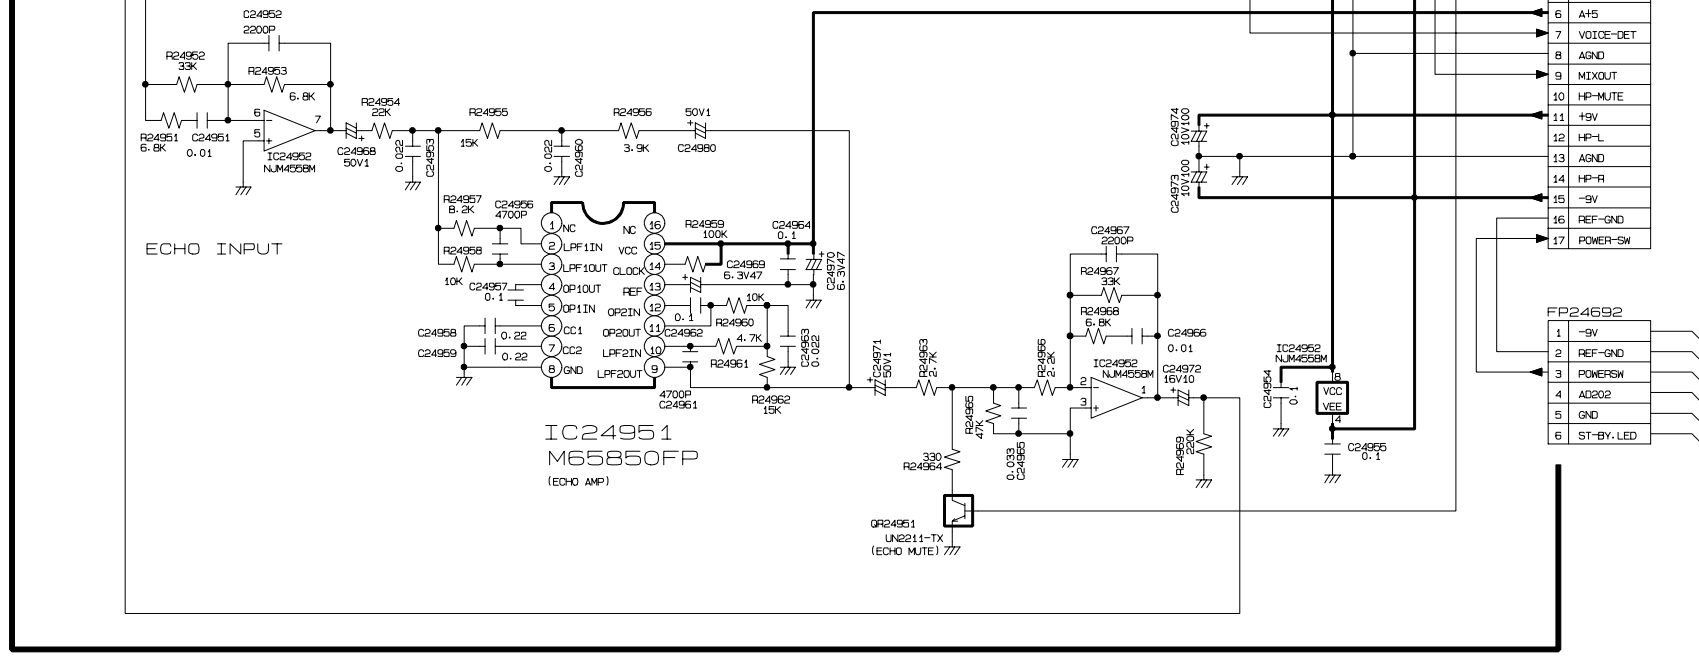 C24952
2200P
R24952
33K
R24953
6.8K
R24951
6.8K
C24951
0.01
6
5
7
IC24952
NJM4558M
C24968
50V1
R24954
22K
0.022
C24953
R24955
15K
0.022
C24960
R24956
3.9K
50V1
C24980
ECHO INPUT
R24957
8.2K
C24956
4700P
R24958
10K
C24957
0.1
C24958
0.22
C24959
0.22
1 NC
2 LPF1IN
3 LPF1OUT
4 OP1OUT
5 OP1IN
6 CC1
7 CC2
8 GND
NC 16
VCC 15
CLOCK 14
REF 13
OP2IN 12
OP2OUT 11
LPF2IN 10
LPF2OUT 9
R24959
100K
C24964
0.1
C24969
6.3V47
C24970
6.3V47
10K
R24960
0.1
C24962
4.7K
R24961
C24963
0.022
4700P
C24961
R24962
15K
IC24951
M65850FP
(ECHO AMP)
C24971
50V1
R24963
2.7K
R24965
47K
0.033
C24965
R24966
2.2K
330
R24964
QR24951
UN2211-TX
(ECHO MUTE)
C24967
2200P
R24967
33K
R24968
6.8K
C24966
0.01
IC24952
NJM4558M
2
3
1
C24972
16V10
R24969
220K
C24974
10V100
C24973
10V100
IC24952
NJM4558M
8
VCC
VEE
4
C24954
0.1
C24955
0.1
6 A+5
7 VOICE-DET
8 AGND
9 MIXOUT
10 HP-MUTE
11 +9V
12 HP-L
13 AGND
14 HP-R
15 -9V
16 REF-GND
17 POWER-SW
FP24692
1 -9V
2 REF-GND
3 POWERSW
4 AD202
5 GND
6 ST-BY.LED